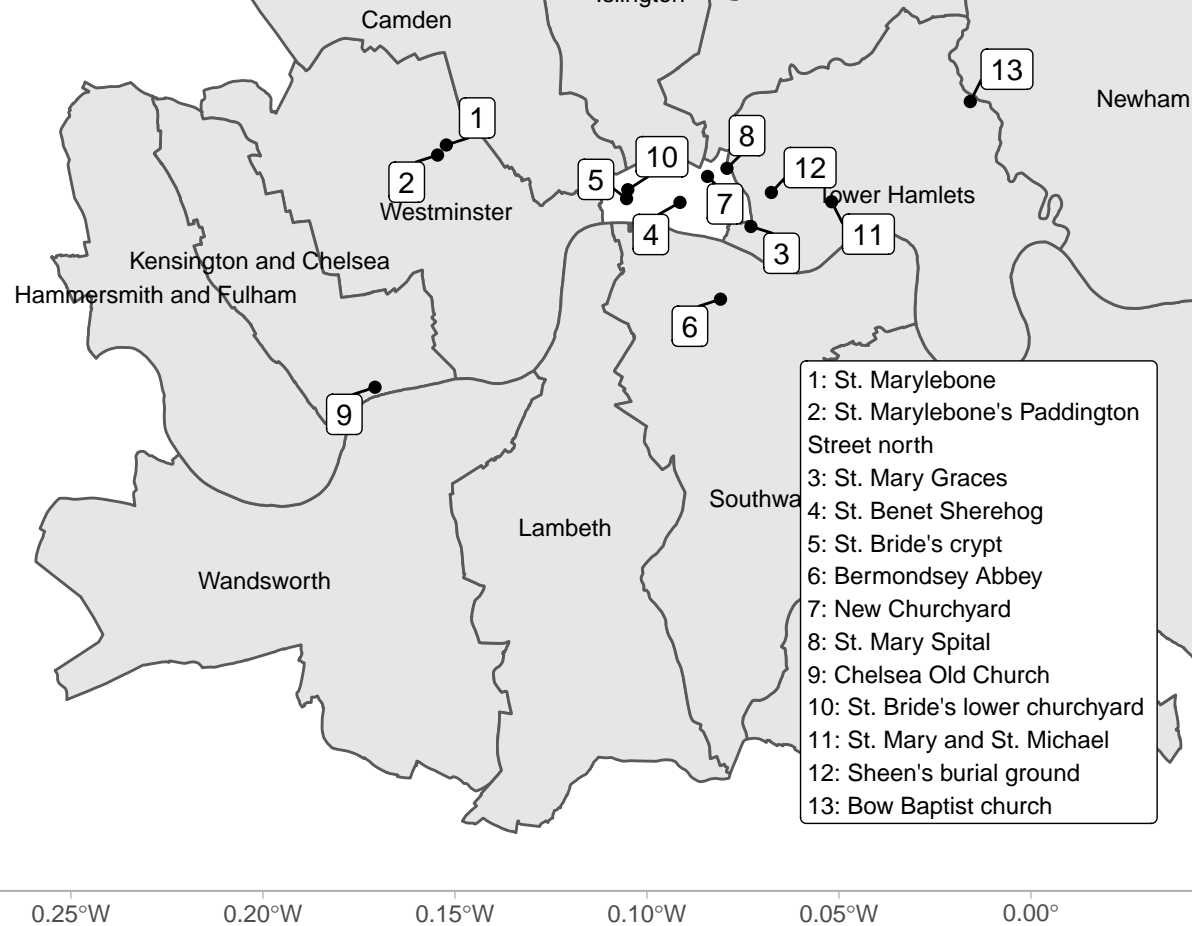 Islington
Camden
13
Newham
1
8
10
12
5
2
7
Tower Hamlets
Westminster
4
11
3
Kensington and Chelsea
Hammersmith and Fulham
6
9
1: St. Marylebone
2: St. Marylebone's Paddington
Street north
3: St. Mary Graces
4: St. Benet Sherehog
5: St. Bride's crypt
6: Bermondsey Abbey
7: New Churchyard
8: St. Mary Spital
9: Chelsea Old Church
10: St. Bride's lower churchyard
11: St. Mary and St. Michael
12: Sheen's burial ground
13: Bow Baptist church
Southwa
Lambeth
Wandsworth
0.25°W
0.20°W
0.15°W
0.10°W
0.05°W
0.00°